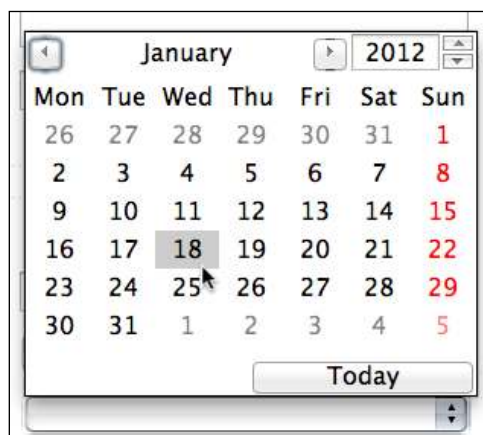 January 2012
Mon Tue Wed Thu Fri Sat Sun
26 27 28 29 30 31 1
2 3 4 5 6 7 8
9 10 11 12 13 14 15
16 17 18 19 20 21 22
23 24 25 26 27 28 29
30 31 1 2 3 4 5
Today